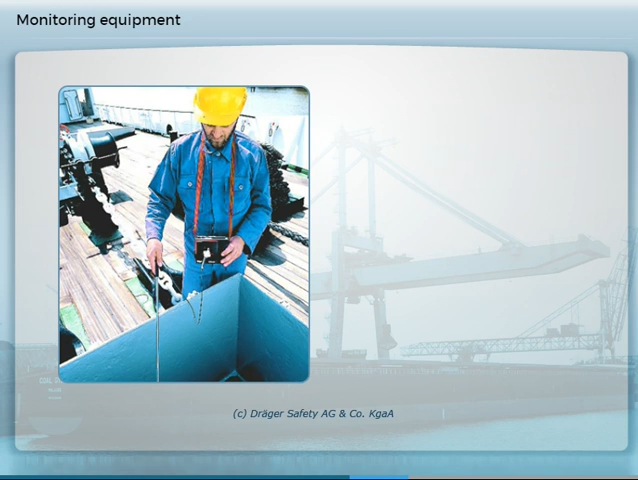 Monitoring equipment
(c) Dräger Safety AG & Co. KgaA